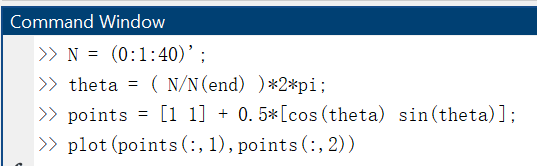 Command Window
>> N = (0:1:40)';
>> theta = ( N/N(end) )*2*pi;
>> points = [1 1] + 0.5*[cos(theta) sin(theta)];
>> plot(points(:,1),points(:,2))